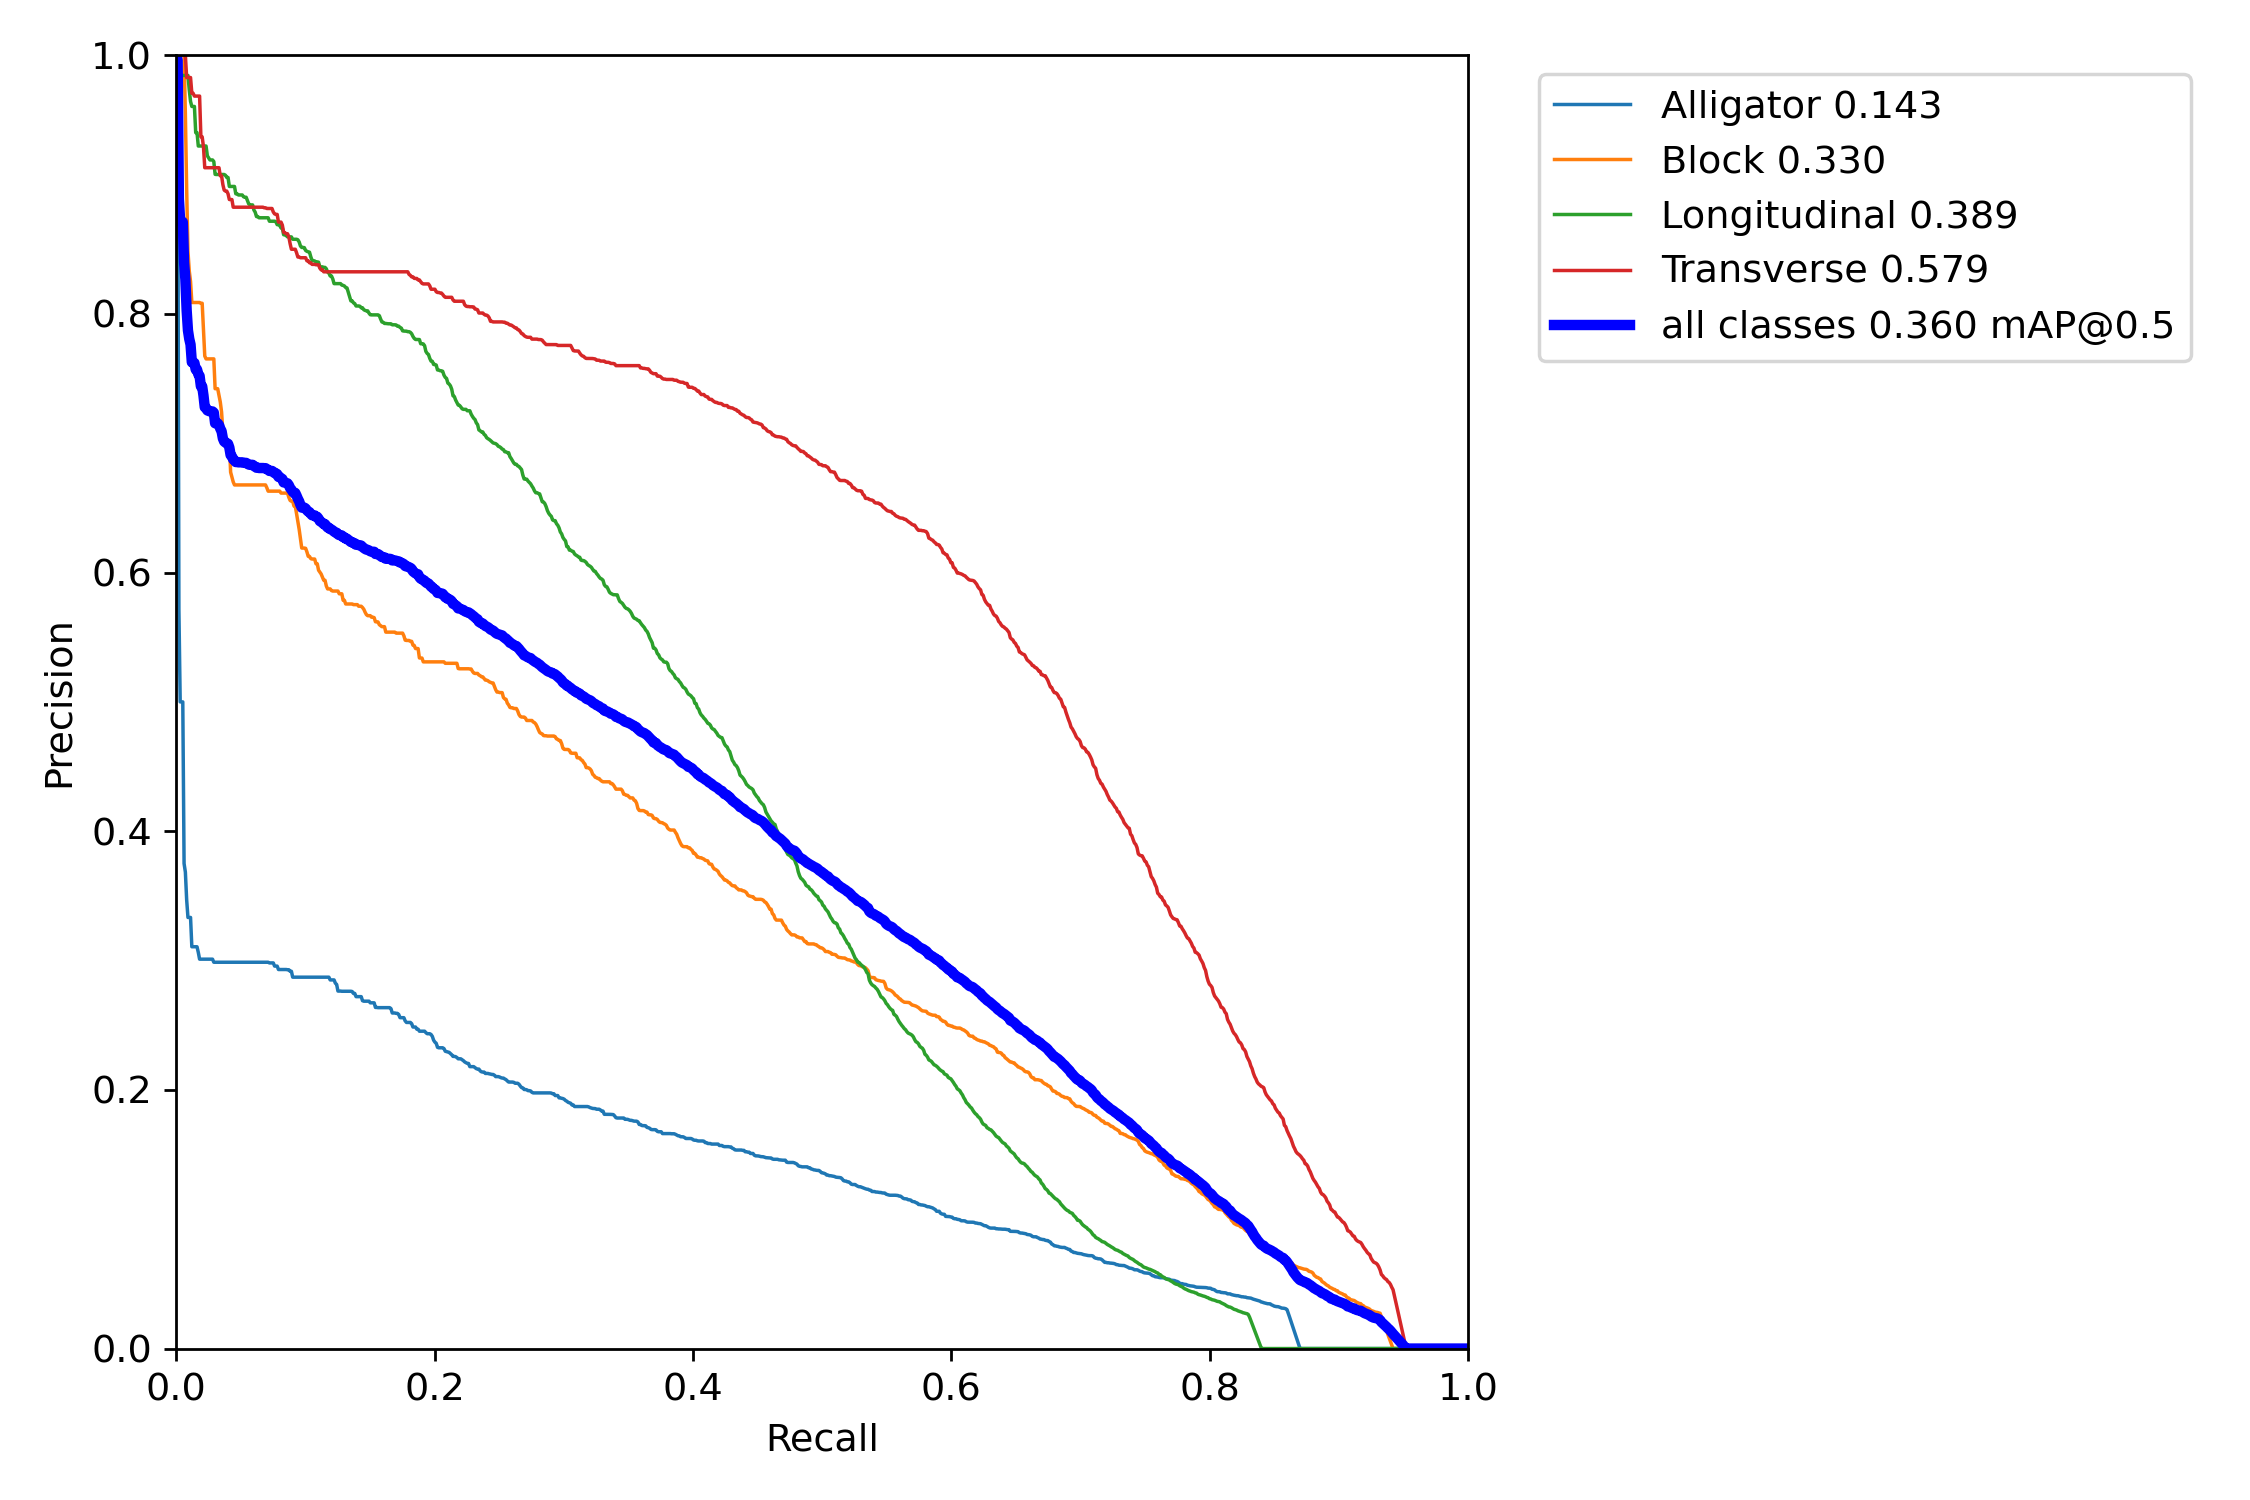 1.0
0.8
0.6
0.4
0.2
0.0
Precision
0.0 0.2 0.4 0.6 0.8 1.0
Recall
Alligator 0.143
Block 0.330
Longitudinal 0.389
Transverse 0.579
all classes 0.360 mAP@0.5